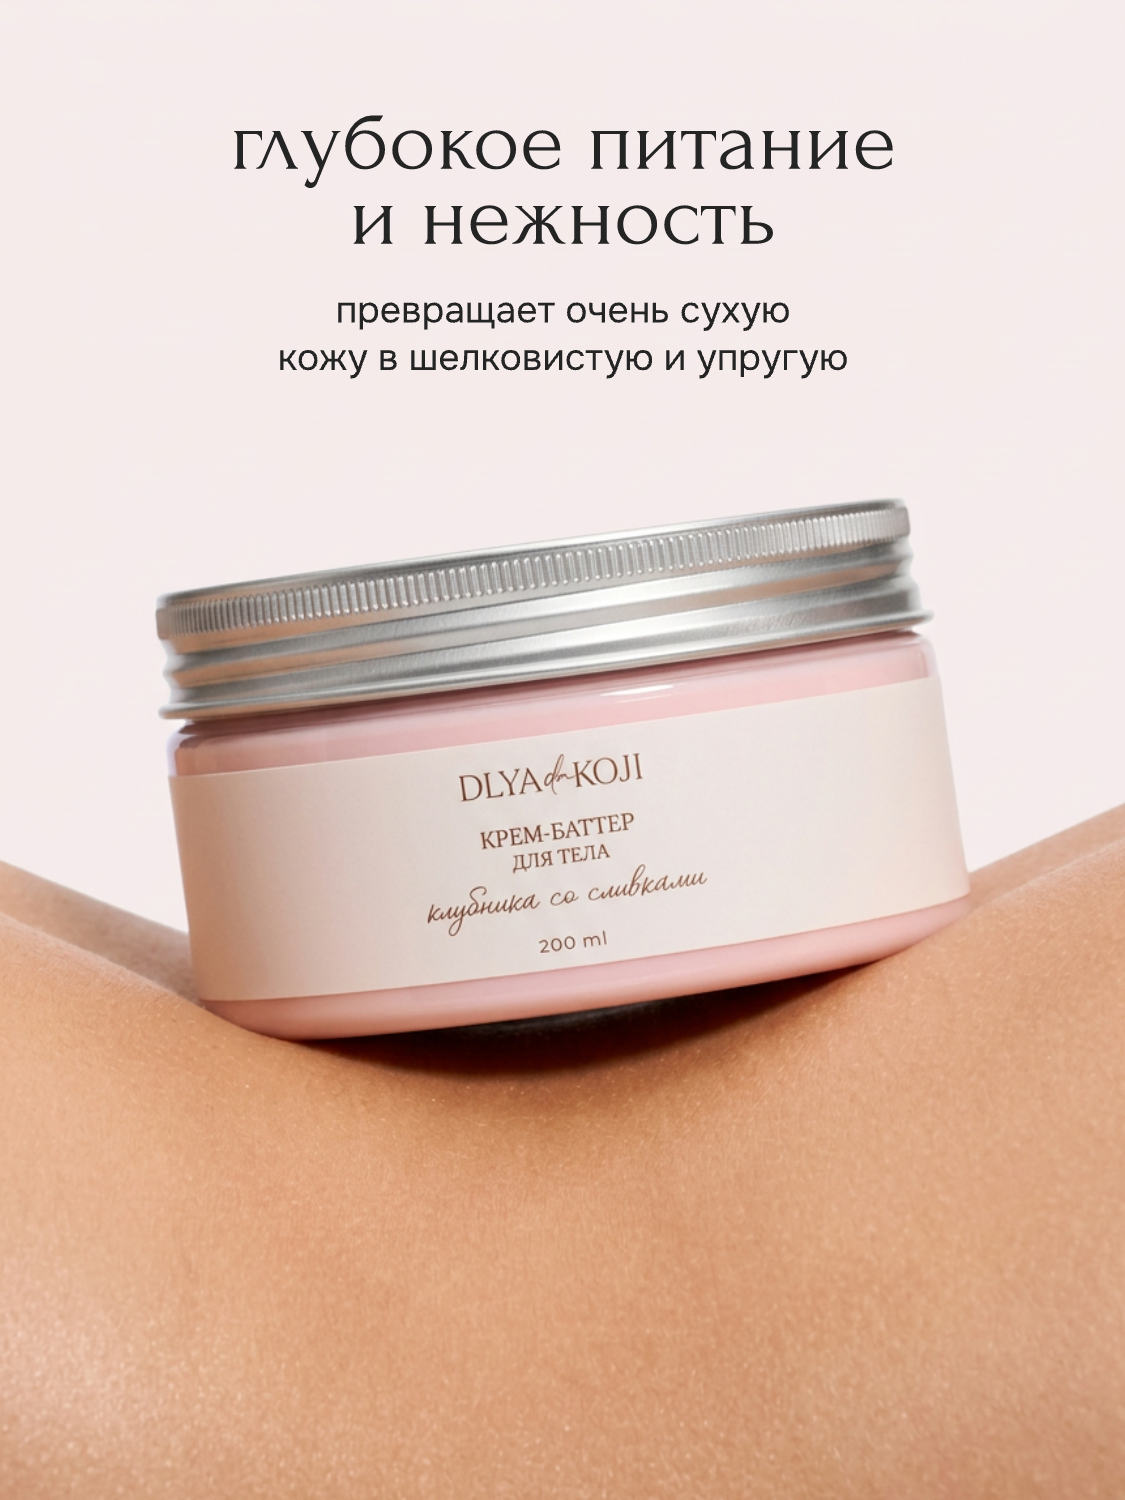 глубокое питание
и нежность
превращает очень сухую
кожу в шелковистую и упругую
DLYA dn KOJI
КРЕМ-БАТТЕР
ДЛЯ ТЕЛА
клубника со сливками
200 ml